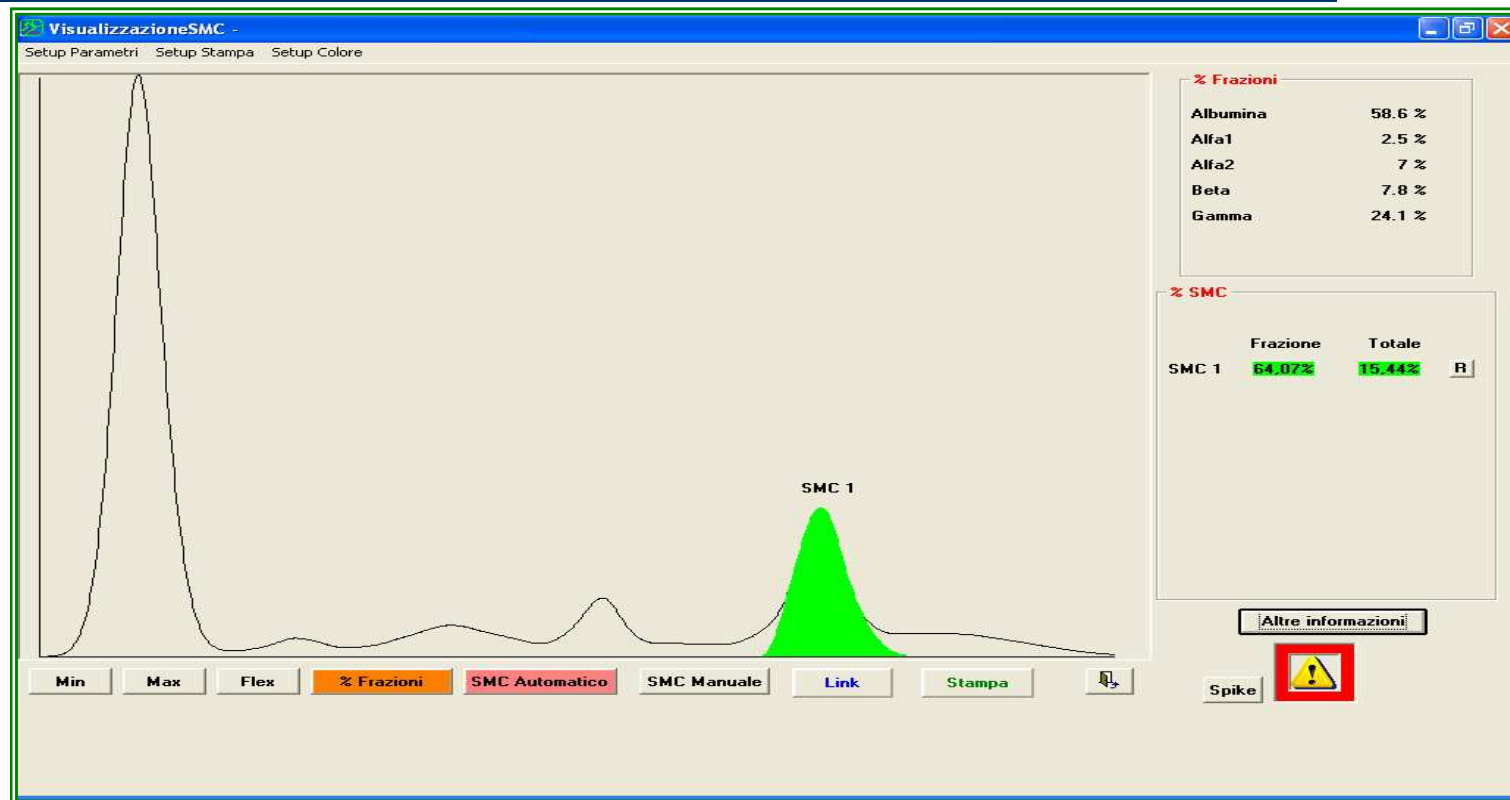 VisualizzazioneSMC -
Setup Parametri Setup Stampa Setup Colore
% Frazioni
Albumina 58.6 %
Alfa1 2.5 %
Alfa2 7 %
Beta 7.8 %
Gamma 24.1 %
% SMC
Frazione Totale
SMC 1 64,07% 15,44% R
SMC 1
Altre informazioni
Min Max Flex % Frazioni SMC Automatico SMC Manuale Link Stampa
Spike